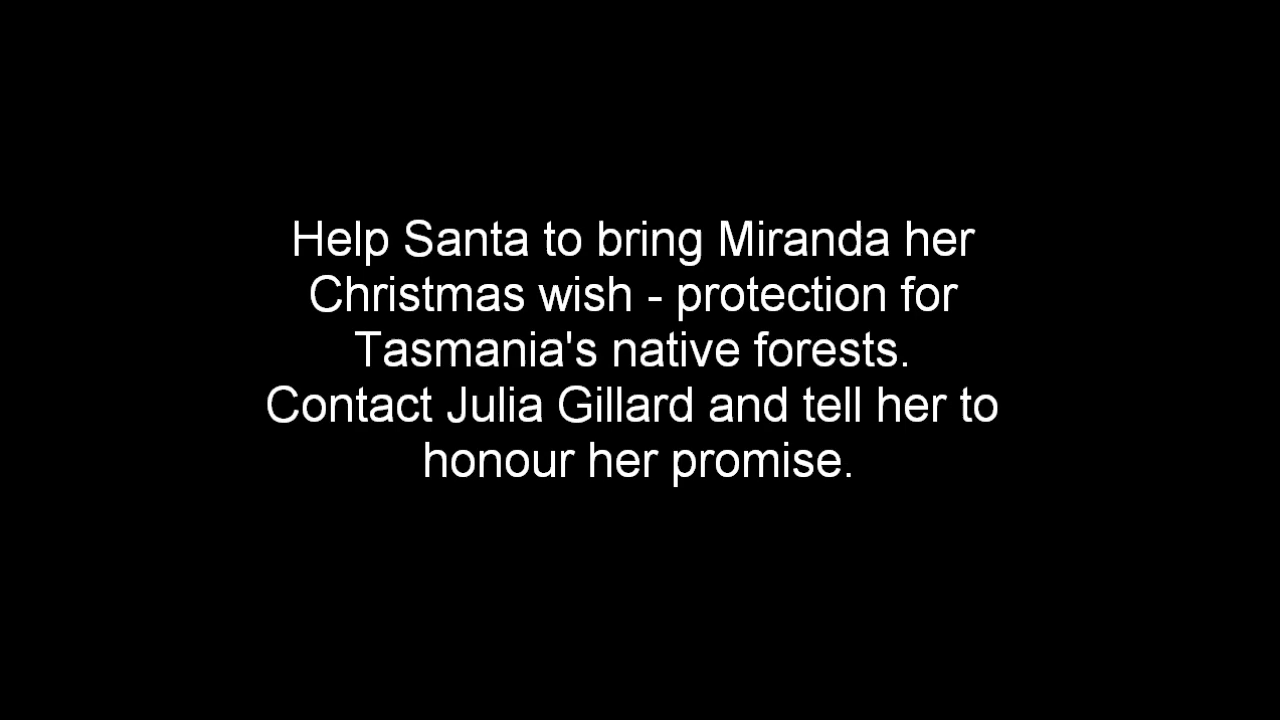 Help Santa to bring Miranda her
Christmas wish - protection for
Tasmania's native forests.
Contact Julia Gillard and tell her to
honour her promise.